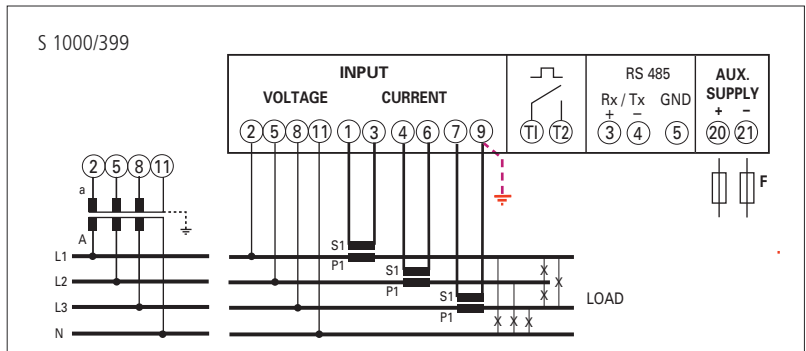 S 1000/399
INPUT
VOLTAGE CURRENT
2 5 8 11 1 3 4 6 7 9
T1 T2
RS 485
Rx / Tx GND
+ –
3 4 5
AUX.
SUPPLY
+ –
20 21
F
2 5 8 11
a
A
L1
L2
L3
N
S1
P1
S1
P1
S1
P1
X
X
X
X X X
LOAD